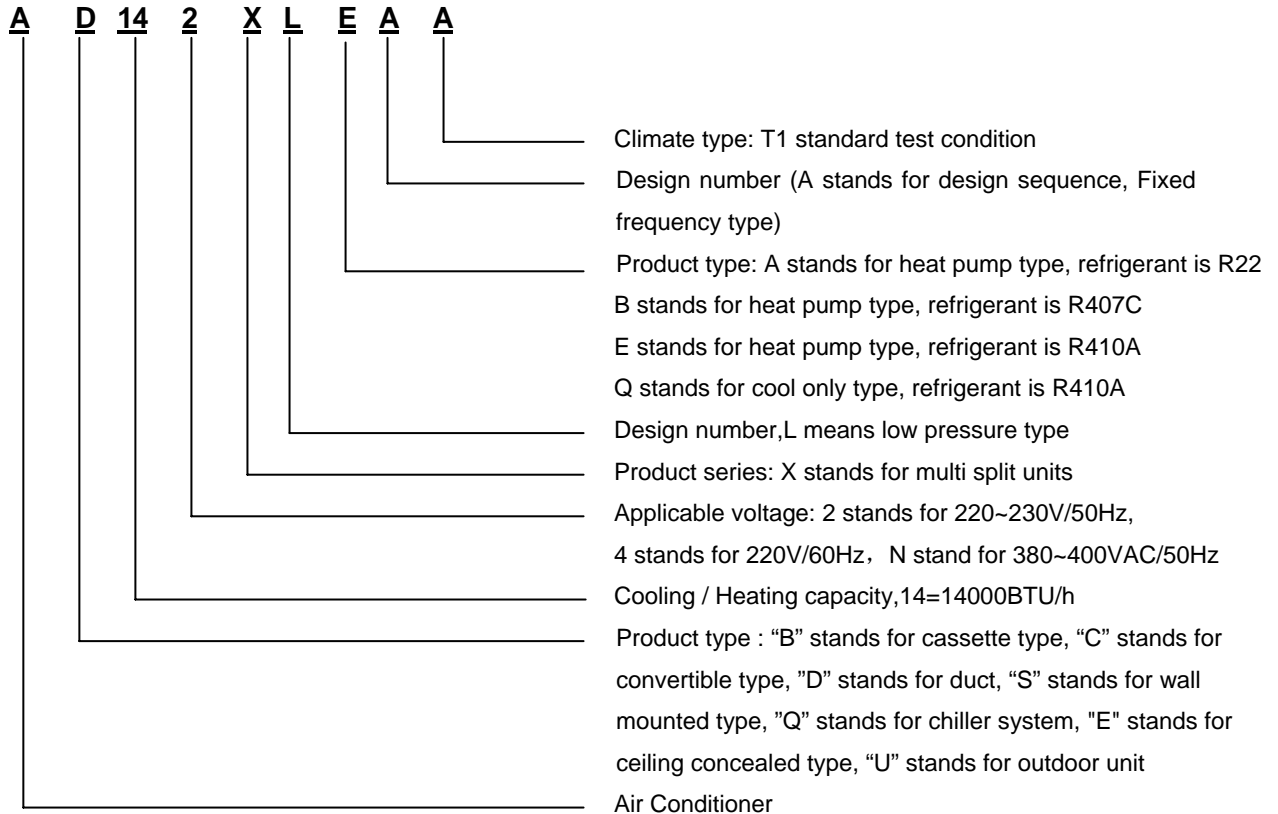 A D 14 2 X L E A A
Climate type: T1 standard test condition
Design number (A stands for design sequence, Fixed
frequency type)
Product type: A stands for heat pump type, refrigerant is R22
B stands for heat pump type, refrigerant is R407C
E stands for heat pump type, refrigerant is R410A
Q stands for cool only type, refrigerant is R410A
Design number,L means low pressure type
Product series: X stands for multi split units
Applicable voltage: 2 stands for 220~230V/50Hz,
4 stands for 220V/60Hz，N stand for 380~400VAC/50Hz
Cooling / Heating capacity,14=14000BTU/h
Product type : “B” stands for cassette type, “C” stands for
convertible type, ”D” stands for duct, “S” stands for wall
mounted type, ”Q” stands for chiller system, "E" stands for
ceiling concealed type, “U” stands for outdoor unit
Air Conditioner